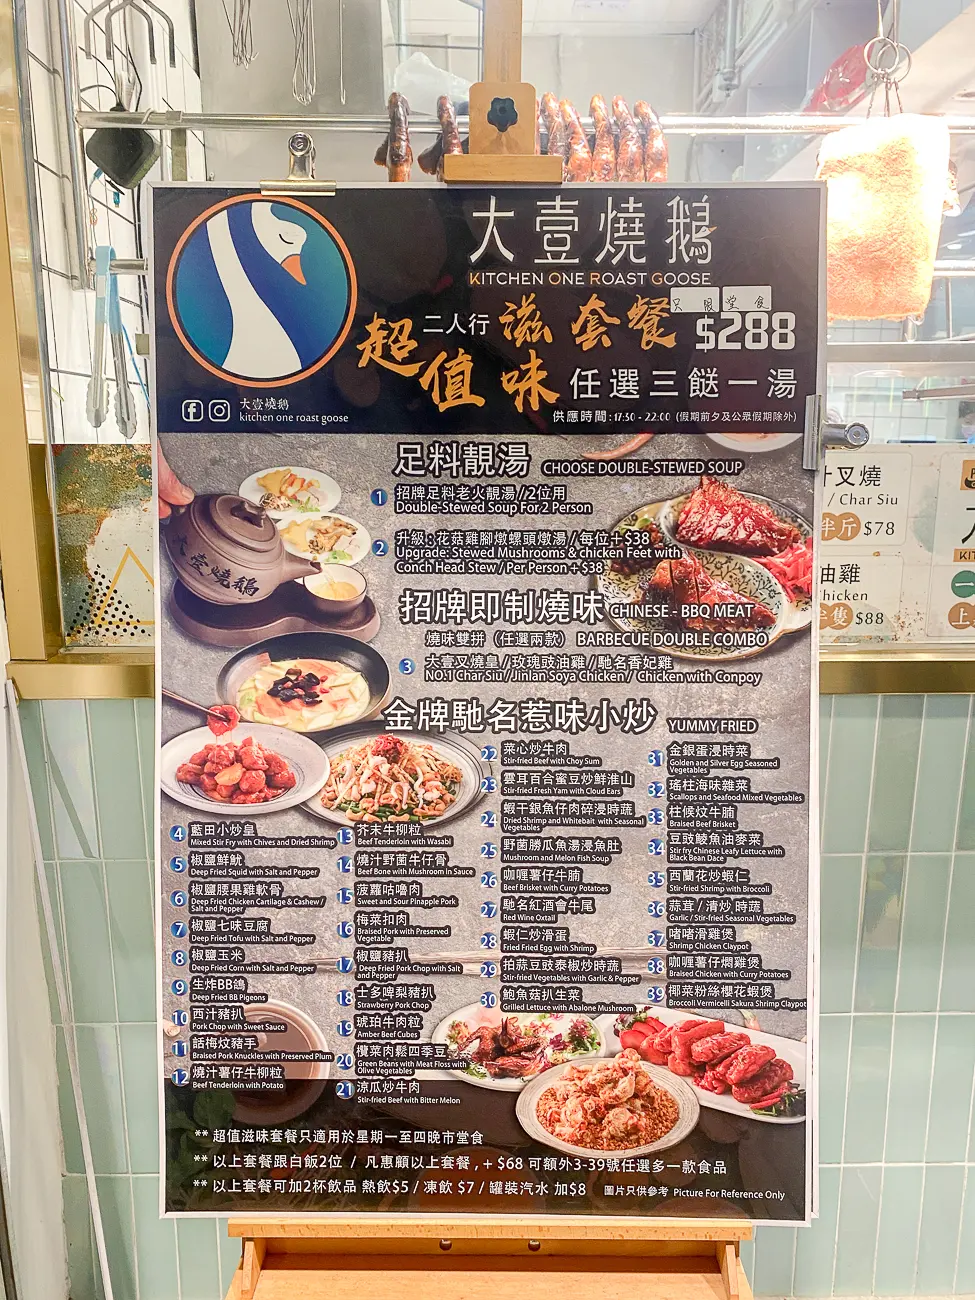 大壹燒鵝
KITCHEN ONE ROAST GOOSE
只限堂食
超值滋味套餐
二人行
$288
任選三餸一湯
供應時間:17:30 - 22:00 (假期前夕及公眾假期除外)
大壹燒鵝
kitchen one roast goose
足料靚湯 CHOOSE DOUBLE-STEWED SOUP
1 招牌足料老火靚湯/2位用
Double-Stewed Soup For 2 Person
2 升級:花菇雞腳燉螺頭燉湯/每位+$38
Upgrade: Stewed Mushrooms & chicken Feet with
Conch Head Stew / Per Person + $38
大壹燒鵝
招牌即制燒味 CHINESE - BBQ MEAT
燒味雙拼(任選兩款) BARBECUE DOUBLE COMBO
3 大壹叉燒皇/玫瑰豉油雞/馳名香妃雞
NO.1 Char Siu / Jinlan Soya Chicken / Chicken with Conpoy
金牌馳名惹味小炒 YUMMY FRIED
4 藍田小炒皇
Mixed Stir Fry with Chives and Dried Shrimp
5 椒鹽鮮魷
Deep Fried Squid with Salt and Pepper
6 椒鹽腰果雞軟骨
Deep Fried Chicken Cartilage & Cashew /
Salt and Pepper
7 椒鹽七味豆腐
Deep Fried Tofu with Salt and Pepper
8 椒鹽玉米
Deep Fried Corn with Salt and Pepper
9 生炸BB鴿
Deep Fried BB Pigeons
10 西汁豬扒
Pork Chop with Sweet Sauce
11 話梅炆豬手
Braised Pork Knuckles with Preserved Plum
12 燒汁薯仔牛柳粒
Beef Tenderloin with Potato
13 芥末牛柳粒
Beef Tenderloin with Wasabi
14 燒汁野菌牛仔骨
Beef Bone with Mushroom In Sauce
15 菠蘿咕嚕肉
Sweet and Sour Pinapple Pork
16 梅菜扣肉
Braised Pork with Preserved
Vegetable
17 椒鹽豬扒
Deep Fried Pork Chop with Salt
and Pepper
18 士多啤梨豬扒
Strawberry Pork Chop
19 琥珀牛肉粒
Amber Beef Cubes
20 欖菜肉鬆四季豆
Green Beans with Meat Floss with
Olive Vegetables
21 涼瓜炒牛肉
Stir-fried Beef with Bitter Melon
22 菜心炒牛肉
Stir-fried Beef with Choy Sum
23 雲耳百合蜜豆炒鮮淮山
Stir-fried Fresh Yam with Cloud Ears
24 蝦干銀魚仔肉碎浸時蔬
Dried Shrimp and Whitebait with Seasonal
Vegetables
25 野菌勝瓜魚湯浸魚肚
Mushroom and Melon Fish Soup
26 咖喱薯仔牛腩
Beef Brisket with Curry Potatoes
27 馳名紅酒會牛尾
Red Wine Oxtail
28 蝦仁炒滑蛋
Fried Fried Egg with Shrimp
29 拍蒜豆豉泰椒炒時蔬
Stir-fried Vegetables with Garlic & Pepper
30 鮑魚菇扒生菜
Grilled Lettuce with Abalone Mushroom
31 金銀蛋浸時菜
Golden and Silver Egg Seasoned
Vegetables
32 瑤柱海味雜菜
Scallops and Seafood Mixed Vegetables
33 柱候炆牛腩
Braised Beef Brisket
34 豆豉鯪魚油麥菜
Stir fry Chinese Leafy Lettuce with
Black Bean Dace
35 西蘭花炒蝦仁
Stir-fried Shrimp with Broccoli
36 蒜茸/清炒 時蔬
Garlic / Stir-fried Seasonal Vegetables
37 啫啫滑雞煲
Shrimp Chicken Claypot
38 咖喱薯仔燜雞煲
Braised Chicken with Curry Potatoes
39 椰菜粉絲櫻花蝦煲
Broccoli Vermicelli Sakura Shrimp Claypot
** 超值滋味套餐只適用於星期一至四晚市堂食
** 以上套餐跟白飯2位 / 凡惠顧以上套餐,+ $68 可額外3-39號任選多一款食品
** 以上套餐可加2杯飲品 熱飲$5 / 凍飲 $7 / 罐裝汽水 加$8 圖片只供參考 Picture For Reference Only
叉燒
/ Char Siu
半斤 $78
油雞
hicken
$88